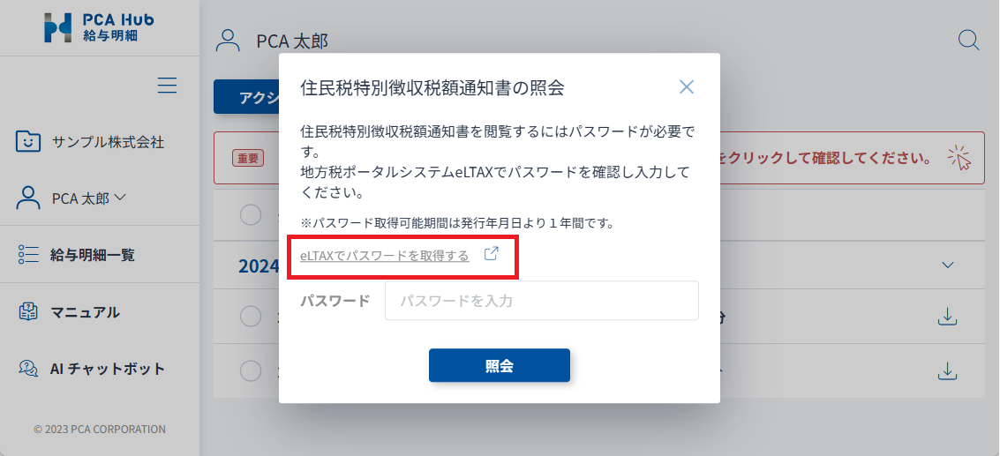 PCA Hub
給与明細
サンプル株式会社
PCA 太郎
給与明細一覧
マニュアル
AI チャットボット
© 2023 PCA CORPORATION
PCA 太郎
アクシ
重要
をクリックして確認してください。
2024
分
住民税特別徴収税額通知書の照会
住民税特別徴収税額通知書を閲覧するにはパスワードが必要で
す。
地方税ポータルシステムeLTAXでパスワードを確認し入力して
ください。
※パスワード取得可能期間は発行年月日より１年間です。
eLTAXでパスワードを取得する
パスワード
パスワードを入力
照会